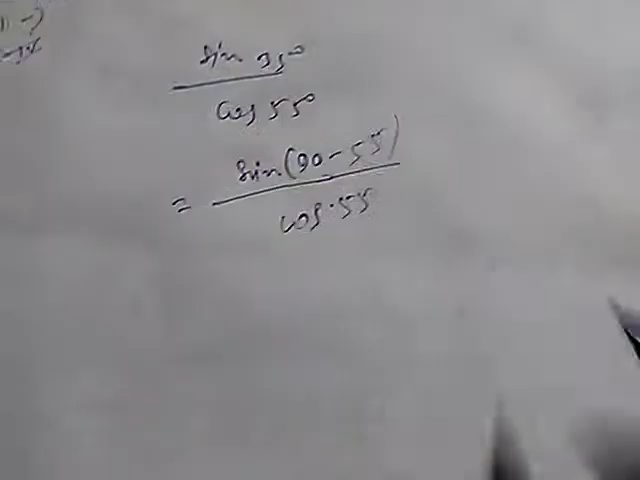 sin 35°
cos 55°
= sin(90-55)
cos.55